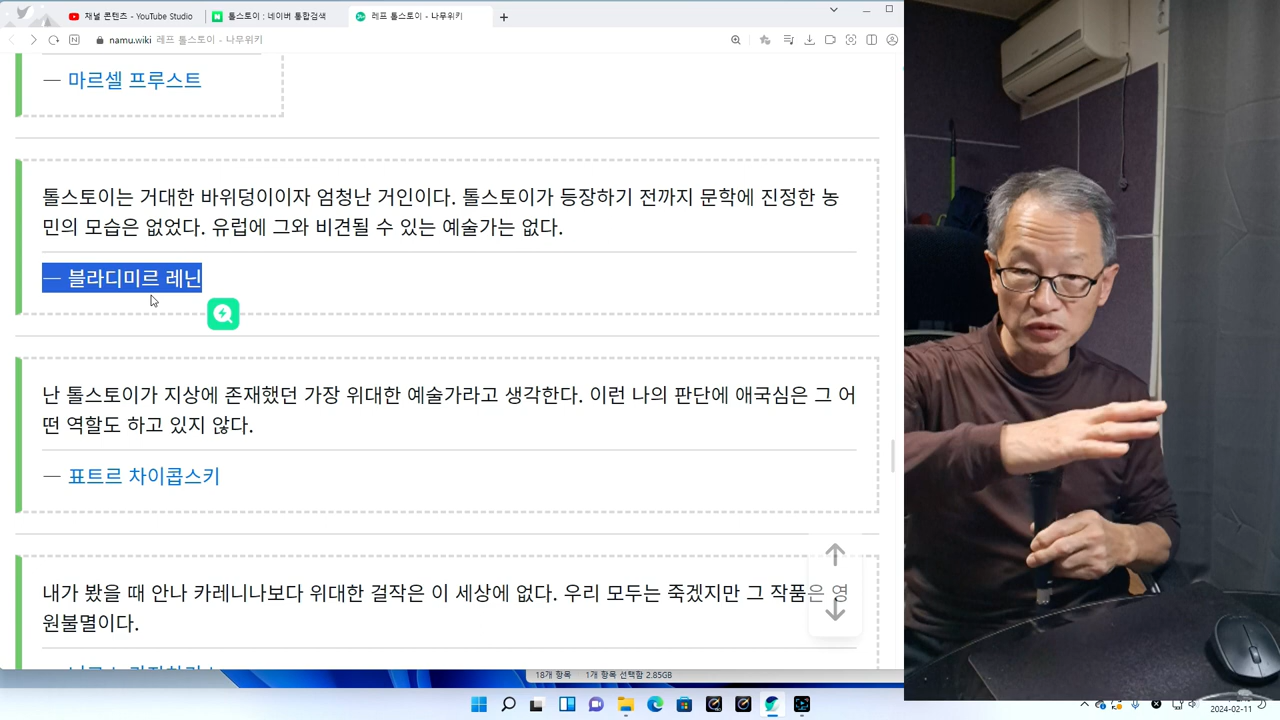 재널 콘텐츠 - YouTube Studio
톨스토이 : 네이버 통합검색
레프 톨스토이 - 나무위키
namu.wiki 레프 톨스토이 - 나무위키
— 마르셀 프루스트
톨스토이는 거대한 바위덩이이자 엄청난 거인이다. 톨스토이가 등장하기 전까지 문학에 진정한 농
민의 모습은 없었다. 유럽에 그와 비견될 수 있는 예술가는 없다.
— 블라디미르 레닌
난 톨스토이가 지상에 존재했던 가장 위대한 예술가라고 생각한다. 이런 나의 판단에 애국심은 그 어
떤 역할도 하고 있지 않다.
— 표트르 차이콥스키
내가 봤을 때 안나 카레니나보다 위대한 걸작은 이 세상에 없다. 우리 모두는 죽겠지만 그 작품은 영
원불멸이다.
18개 항목 1개 항목 선택함 2.85GB
2024-02-11